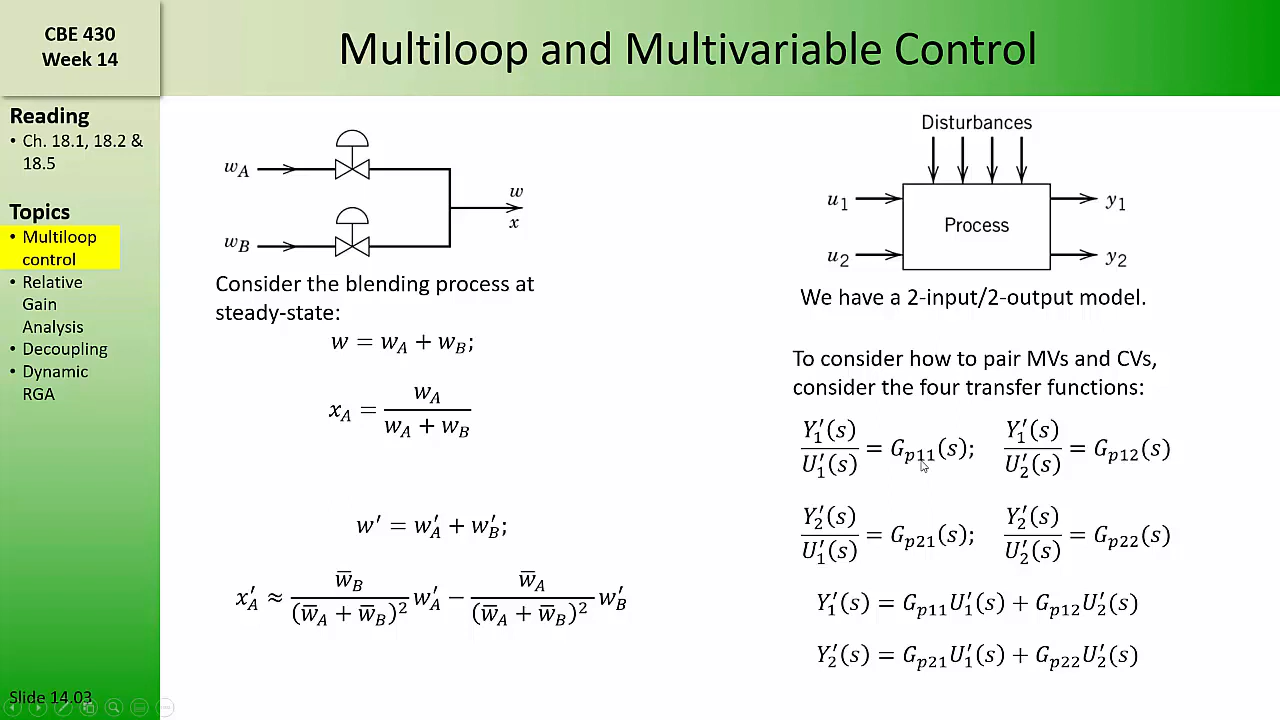 CBE 430
Week 14
Multiloop and Multivariable Control
Reading
• Ch. 18.1, 18.2 &
18.5
Topics
• Multiloop
control
• Relative
Gain
Analysis
• Decoupling
• Dynamic
RGA
Slide 14.03
w_A
w_B
w
x
Consider the blending process at
steady-state:
w = w_A + w_B;
x_A = w_A / (w_A + w_B)
w′ = w′_A + w′_B;
x′_A ≈ w̅_B / (w̅_A + w̅_B)² w′_A − w̅_A / (w̅_A + w̅_B)² w′_B
Disturbances
u₁
u₂
Process
y₁
y₂
We have a 2-input/2-output model.
To consider how to pair MVs and CVs,
consider the four transfer functions:
Y′₁(s) / U′₁(s) = G_p11(s); Y′₁(s) / U′₂(s) = G_p12(s)
Y′₂(s) / U′₁(s) = G_p21(s); Y′₂(s) / U′₂(s) = G_p22(s)
Y′₁(s) = G_p11 U′₁(s) + G_p12 U′₂(s)
Y′₂(s) = G_p21 U′₁(s) + G_p22 U′₂(s)